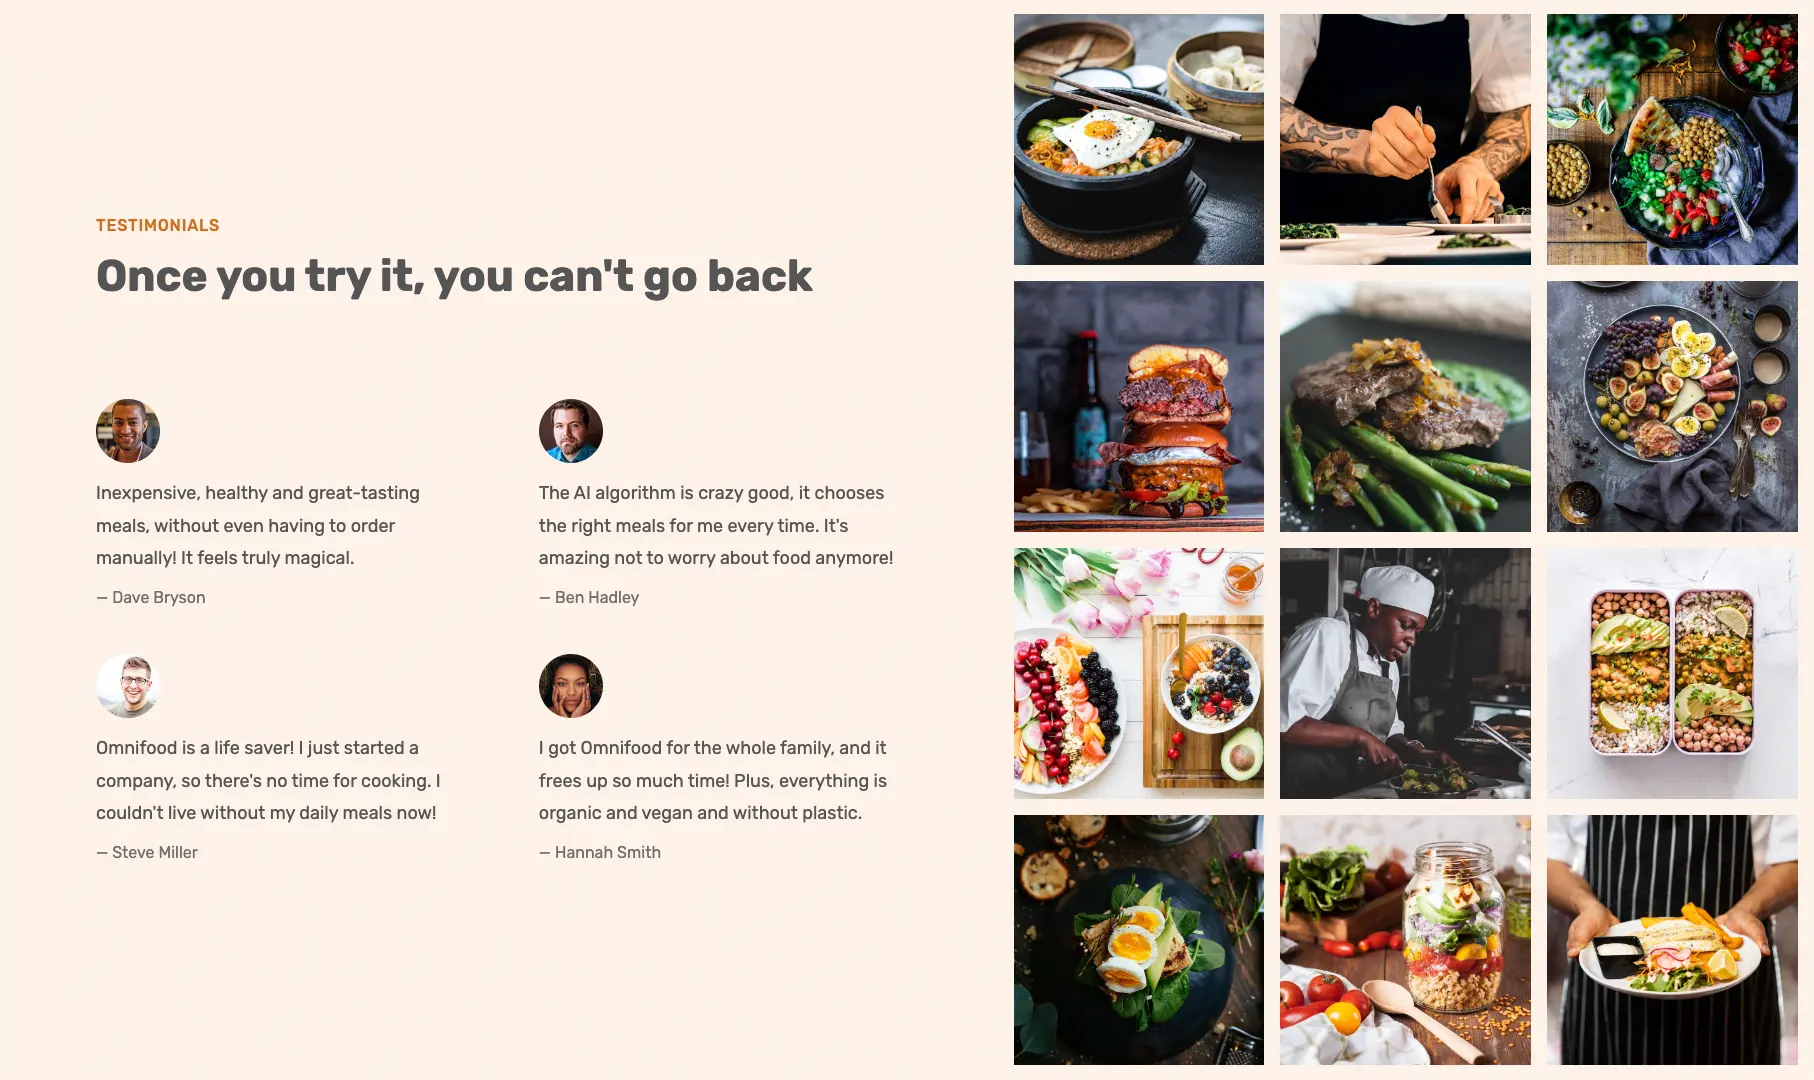 TESTIMONIALS
Once you try it, you can't go back
Inexpensive, healthy and great-tasting
meals, without even having to order
manually! It feels truly magical.
— Dave Bryson
The AI algorithm is crazy good, it chooses
the right meals for me every time. It's
amazing not to worry about food anymore!
— Ben Hadley
Omnifood is a life saver! I just started a
company, so there's no time for cooking. I
couldn't live without my daily meals now!
— Steve Miller
I got Omnifood for the whole family, and it
frees up so much time! Plus, everything is
organic and vegan and without plastic.
— Hannah Smith